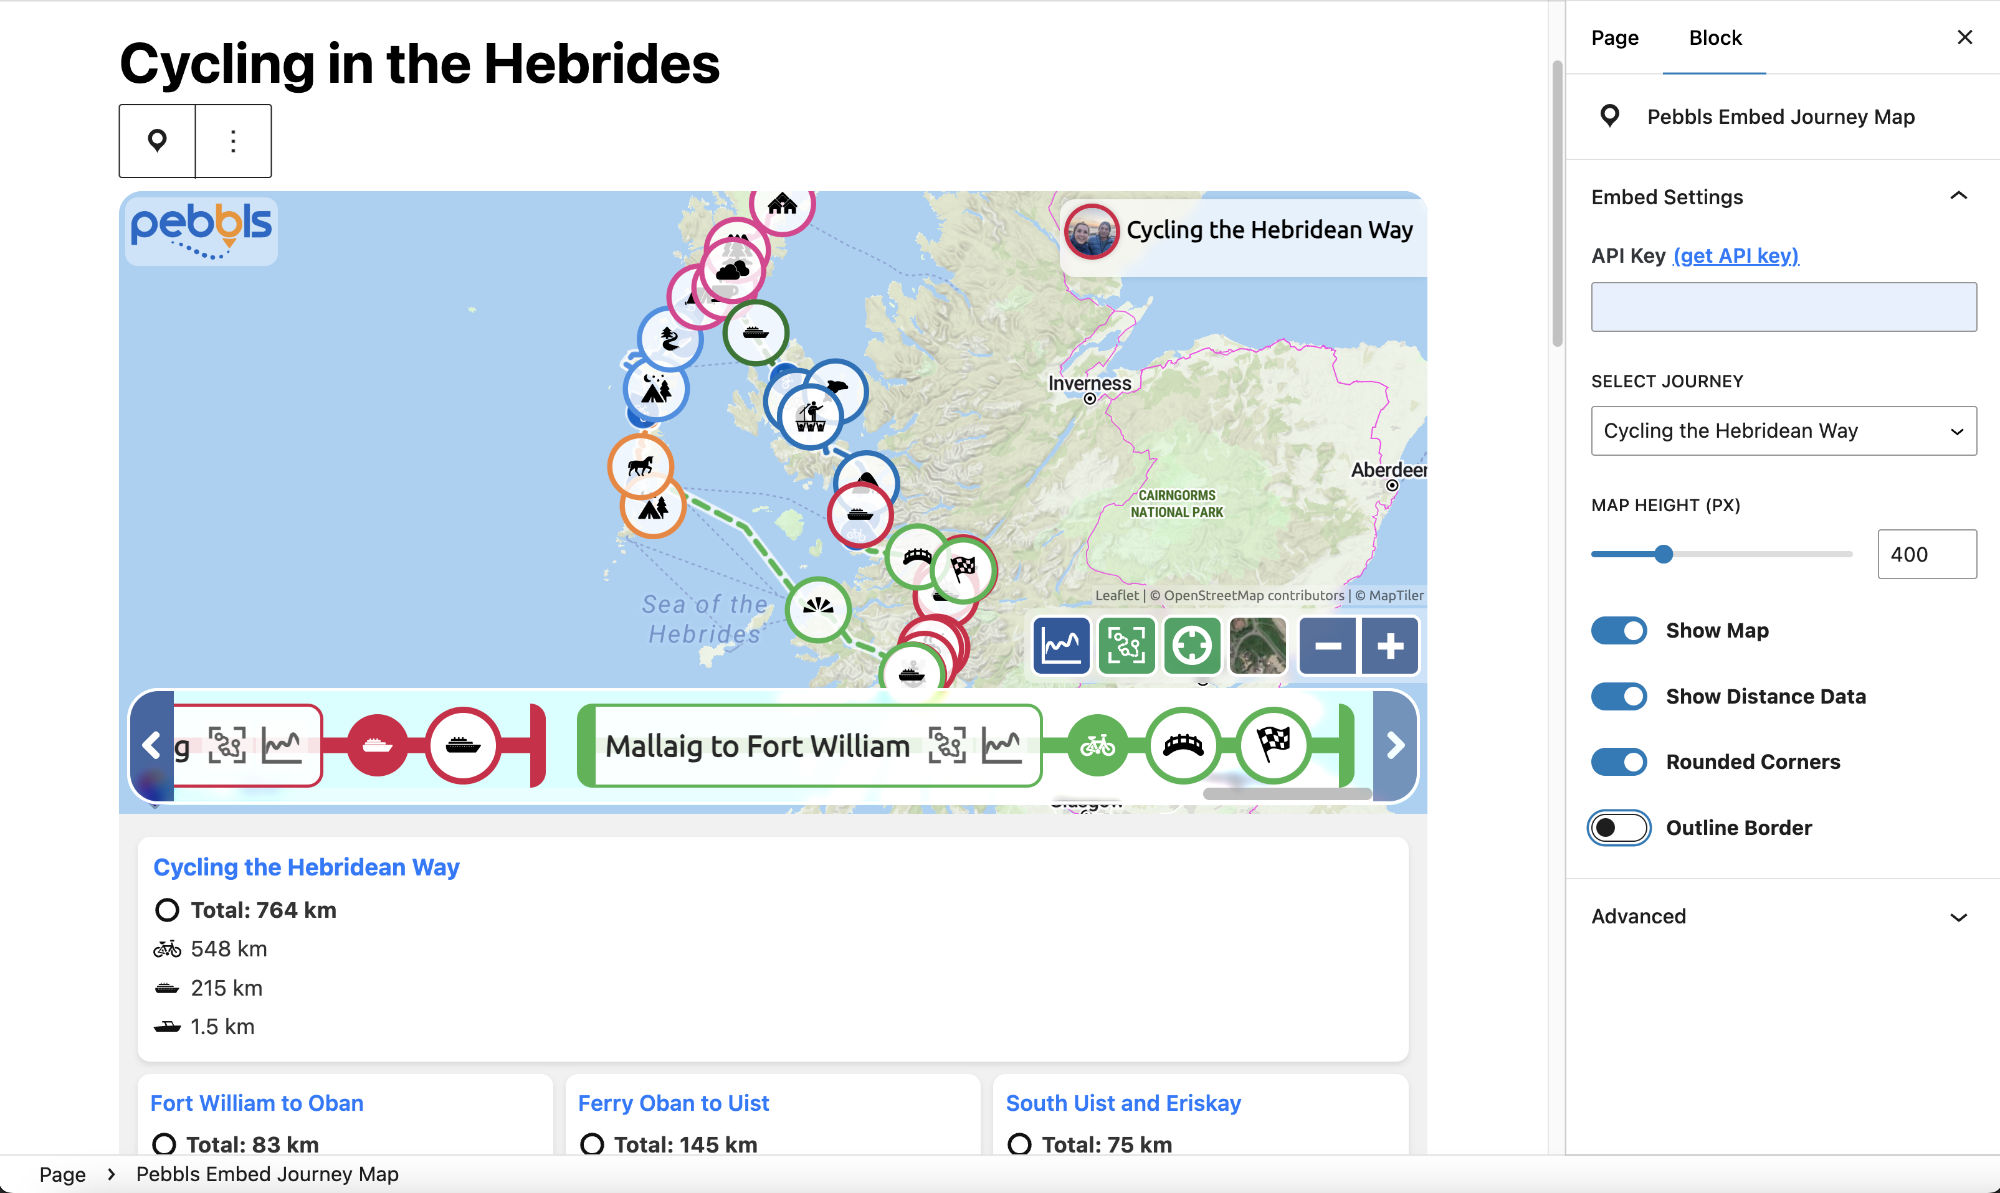 Cycling in the Hebrides
pebbls
Cycling the Hebridean Way
Inverness
Aberdeer
CAIRNGORMS
NATIONAL PARK
Sea of the
Hebrides
Leaflet | © OpenStreetMap contributors | © MapTiler
g
Mallaig to Fort William
Cycling the Hebridean Way
Total: 764 km
548 km
215 km
1.5 km
Fort William to Oban
Total: 83 km
Ferry Oban to Uist
Total: 145 km
South Uist and Eriskay
Total: 75 km
Page › Pebbls Embed Journey Map
Page Block
Pebbls Embed Journey Map
Embed Settings
API Key (get API key)
SELECT JOURNEY
Cycling the Hebridean Way
MAP HEIGHT (PX)
400
Show Map
Show Distance Data
Rounded Corners
Outline Border
Advanced